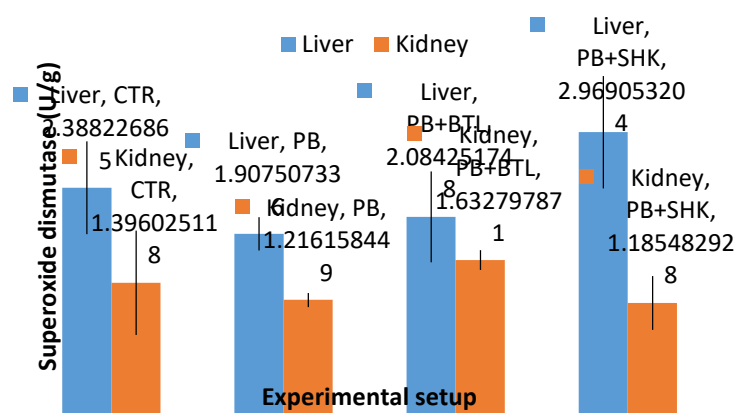 Liver
Kidney
Superoxide dismutase (U/g)
Liver, CTR,
2.38822686
5
Kidney,
CTR,
1.39602511
8
Liver, PB,
1.90750733
6
Kidney, PB,
1.21615844
9
Liver,
PB+BTL,
2.08425174
8
Kidney,
PB+BTL,
1.63279787
1
Liver,
PB+SHK,
2.96905320
4
Kidney,
PB+SHK,
1.18548292
8
Experimental setup